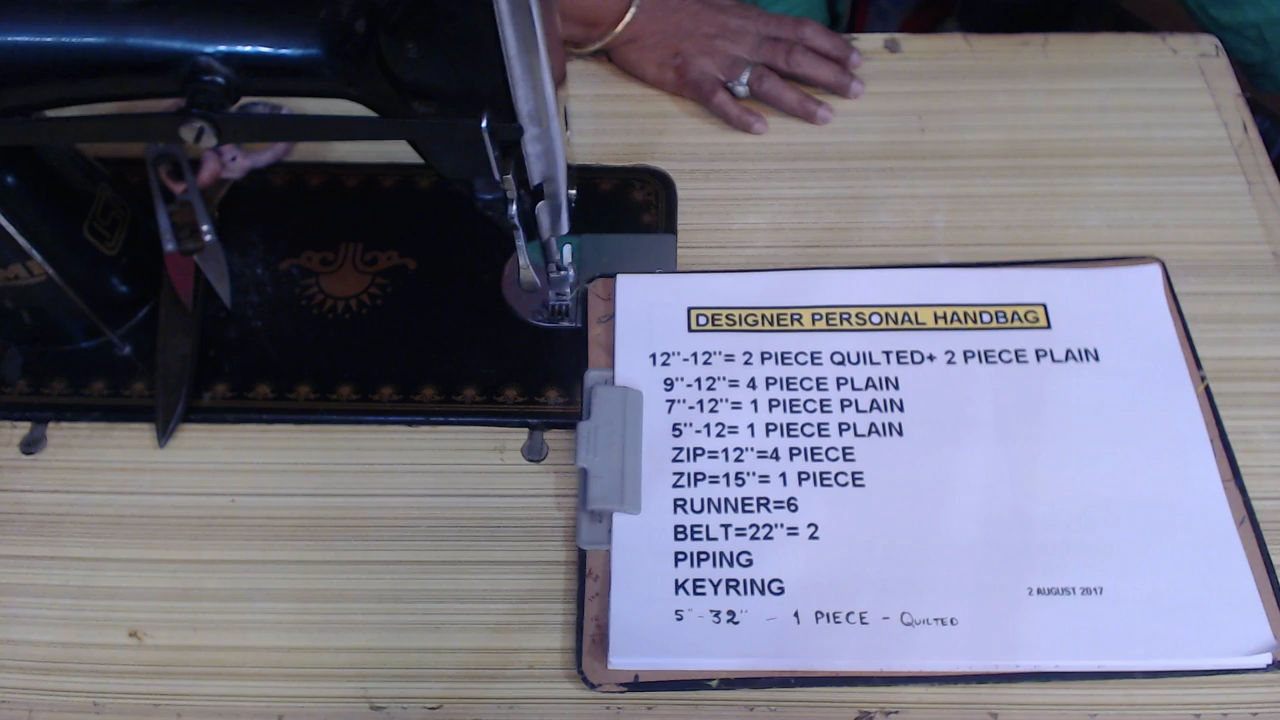 DESIGNER PERSONAL HANDBAG
12"-12"= 2 PIECE QUILTED+ 2 PIECE PLAIN
9"-12"= 4 PIECE PLAIN
7"-12"= 1 PIECE PLAIN
5"-12= 1 PIECE PLAIN
ZIP=12"=4 PIECE
ZIP=15"= 1 PIECE
RUNNER=6
BELT=22"= 2
PIPING
KEYRING
2 AUGUST 2017
5"-32" - 1 PIECE - QUILTED